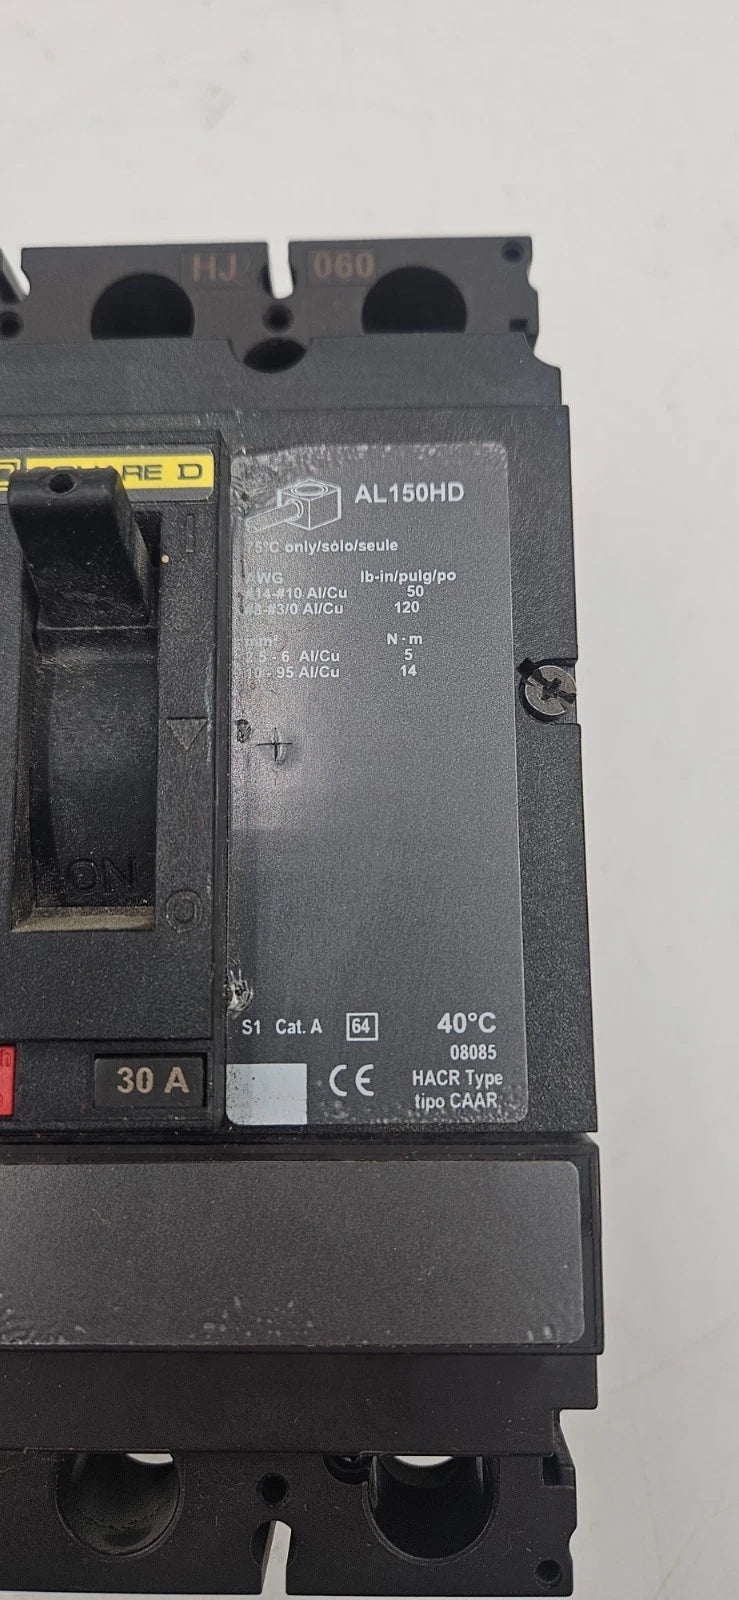 HJ 060
SQUARE D
I
AL150HD
75°C only/sólo/seule
AWG lb-in/pulg/po
#14-#10 Al/Cu 50
#8-#3/0 Al/Cu 120
mm² N·m
2.5 - 6 Al/Cu 5
10 - 95 Al/Cu 14
ON
O
S1 Cat. A 64 40°C
08085
30 A CE HACR Type
tipo CAAR